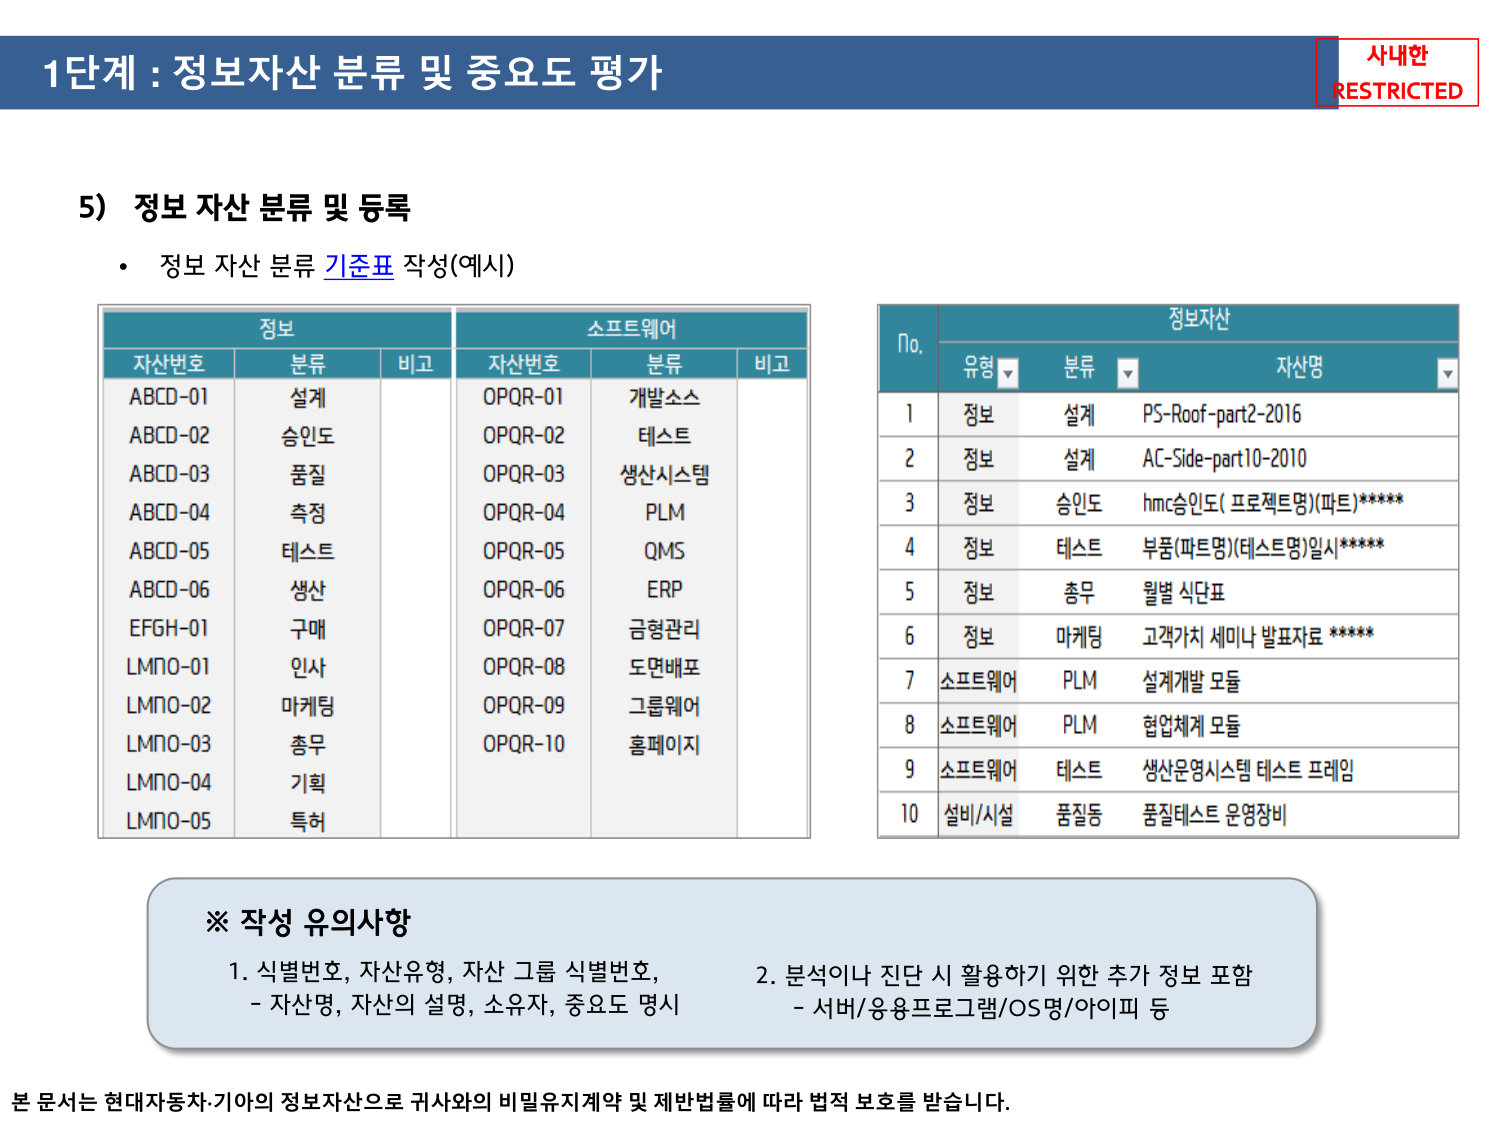 1단계 : 정보자산 분류 및 중요도 평가
사내한
RESTRICTED
5) 정보 자산 분류 및 등록
• 정보 자산 분류 기준표 작성(예시)
정보 소프트웨어
자산번호 분류 비고 자산번호 분류 비고
ABCD-01 설계 OPQR-01 개발소스
ABCD-02 승인도 OPQR-02 테스트
ABCD-03 품질 OPQR-03 생산시스템
ABCD-04 측정 OPQR-04 PLM
ABCD-05 테스트 OPQR-05 QMS
ABCD-06 생산 OPQR-06 ERP
EFGH-01 구매 OPQR-07 금형관리
LMNO-01 인사 OPQR-08 도면배포
LMNO-02 마케팅 OPQR-09 그룹웨어
LMNO-03 총무 OPQR-10 홈페이지
LMNO-04 기획
LMNO-05 특허
No. 정보자산
유형 분류 자산명
1 정보 설계 PS-Roof-part2-2016
2 정보 설계 AC-Side-part10-2010
3 정보 승인도 hmc승인도( 프로젝트명)(파트)*****
4 정보 테스트 부품(파트명)(테스트명)일시*****
5 정보 총무 월별 식단표
6 정보 마케팅 고객가치 세미나 발표자료 *****
7 소프트웨어 PLM 설계개발 모듈
8 소프트웨어 PLM 협업체계 모듈
9 소프트웨어 테스트 생산운영시스템 테스트 프레임
10 설비/시설 품질동 품질테스트 운영장비
※ 작성 유의사항
1. 식별번호, 자산유형, 자산 그룹 식별번호,
- 자산명, 자산의 설명, 소유자, 중요도 명시
2. 분석이나 진단 시 활용하기 위한 추가 정보 포함
- 서버/응용프로그램/OS명/아이피 등
본 문서는 현대자동차·기아의 정보자산으로 귀사와의 비밀유지계약 및 제반법률에 따라 법적 보호를 받습니다.